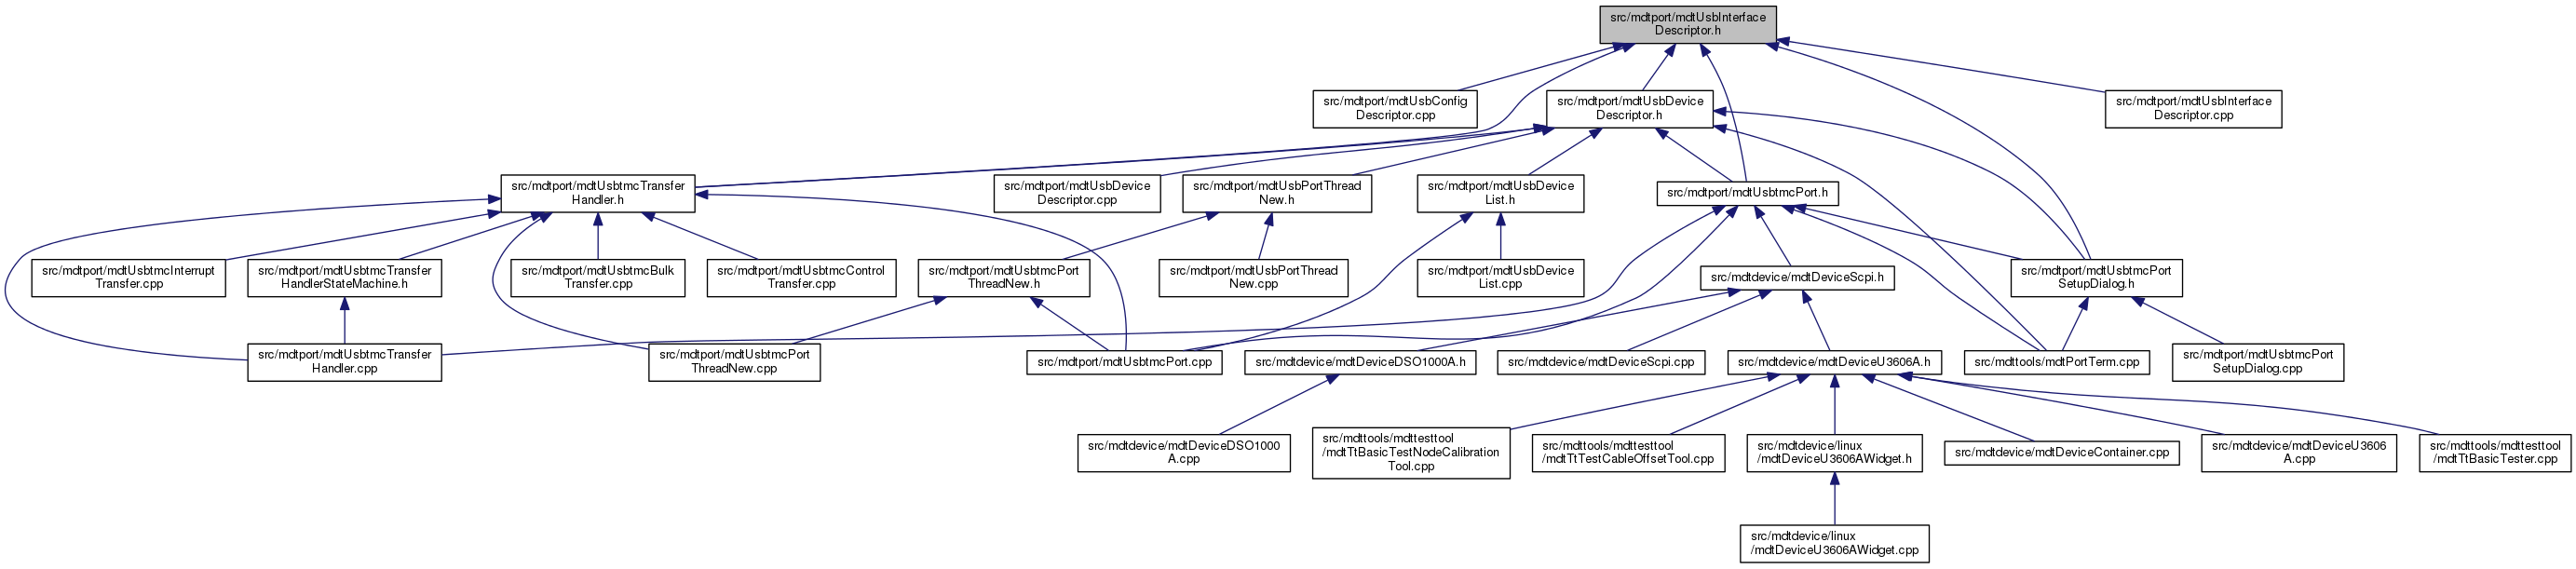 src/mdtport/mdtUsbInterface
Descriptor.h
src/mdtport/mdtUsbConfig
Descriptor.cpp
src/mdtport/mdtUsbDevice
Descriptor.h
src/mdtport/mdtUsbInterface
Descriptor.cpp
src/mdtport/mdtUsbtmcTransfer
Handler.h
src/mdtport/mdtUsbDevice
Descriptor.cpp
src/mdtport/mdtUsbPortThread
New.h
src/mdtport/mdtUsbDevice
List.h
src/mdtport/mdtUsbtmcPort.h
src/mdtport/mdtUsbtmcInterrupt
Transfer.cpp
src/mdtport/mdtUsbtmcTransfer
HandlerStateMachine.h
src/mdtport/mdtUsbtmcBulk
Transfer.cpp
src/mdtport/mdtUsbtmcControl
Transfer.cpp
src/mdtport/mdtUsbtmcPort
ThreadNew.h
src/mdtport/mdtUsbPortThread
New.cpp
src/mdtport/mdtUsbDevice
List.cpp
src/mdtdevice/mdtDeviceScpi.h
src/mdtport/mdtUsbtmcPort
SetupDialog.h
src/mdtport/mdtUsbtmcTransfer
Handler.cpp
src/mdtport/mdtUsbtmcPort
ThreadNew.cpp
src/mdtport/mdtUsbtmcPort.cpp
src/mdtdevice/mdtDeviceDSO1000A.h
src/mdtdevice/mdtDeviceScpi.cpp
src/mdtdevice/mdtDeviceU3606A.h
src/mdttools/mdtPortTerm.cpp
src/mdtport/mdtUsbtmcPort
SetupDialog.cpp
src/mdtdevice/mdtDeviceDSO1000
A.cpp
src/mdttools/mdttesttool
/mdtTtBasicTestNodeCalibration
Tool.cpp
src/mdttools/mdttesttool
/mdtTtTestCableOffsetTool.cpp
src/mdtdevice/linux
/mdtDeviceU3606AWidget.h
src/mdtdevice/mdtDeviceContainer.cpp
src/mdtdevice/mdtDeviceU3606
A.cpp
src/mdttools/mdttesttool
/mdtTtBasicTester.cpp
src/mdtdevice/linux
/mdtDeviceU3606AWidget.cpp